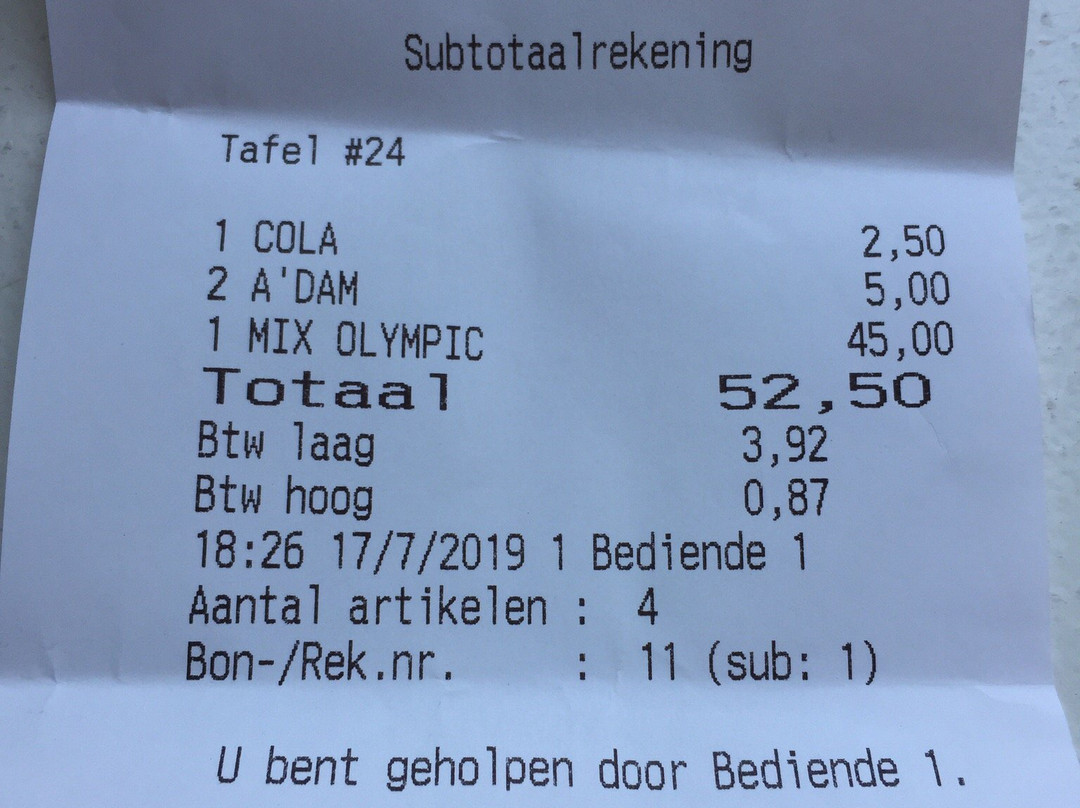 Subtotaalrekening
Tafel #24
1 COLA 2,50
2 A'DAM 5,00
1 MIX OLYMPIC 45,00
Totaal 52,50
Btw laag 3,92
Btw hoog 0,87
18:26 17/7/2019 1 Bediende 1
Aantal artikelen : 4
Bon-/Rek.nr. : 11 (sub: 1)
U bent geholpen door Bediende 1.